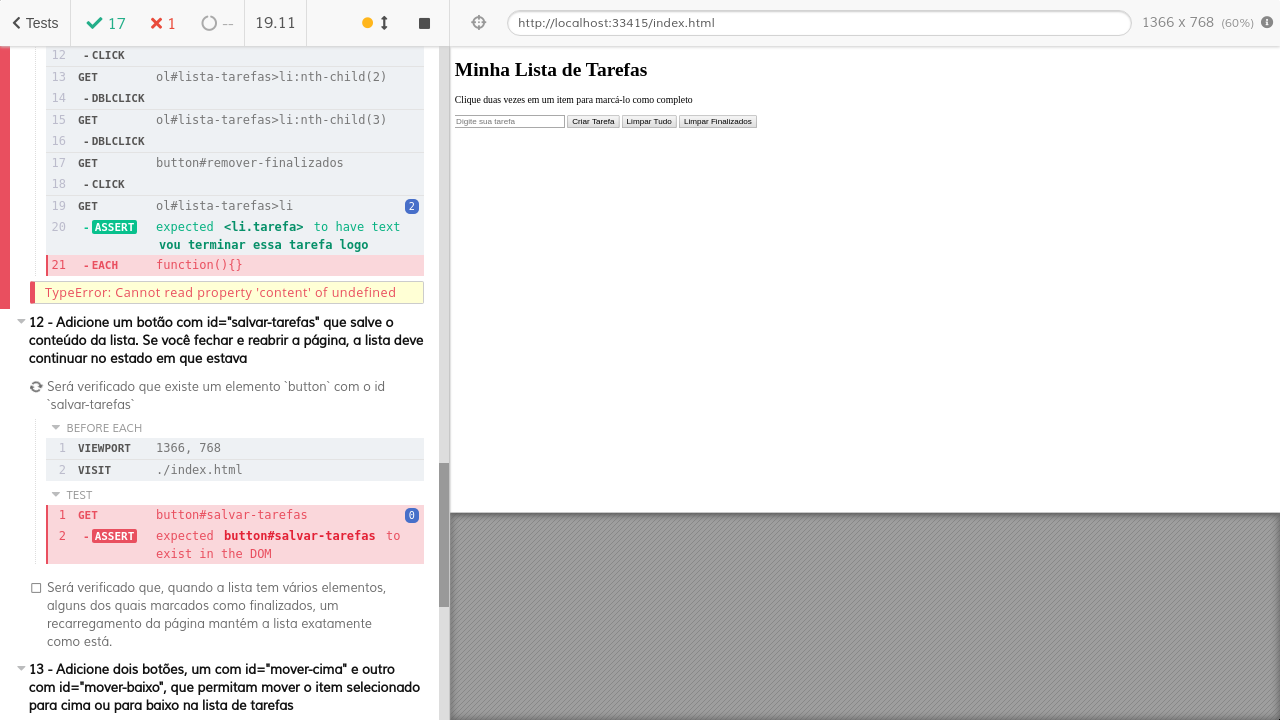 Tests
17
1
--
19.11
http://localhost:33415/index.html
1366 x 768 (60%)
12 - CLICK
13 GET ol#lista-tarefas>li:nth-child(2)
14 - DBLCLICK
15 GET ol#lista-tarefas>li:nth-child(3)
16 - DBLCLICK
17 GET button#remover-finalizados
18 - CLICK
19 GET ol#lista-tarefas>li 2
20 - ASSERT expected <li.tarefa> to have text
vou terminar essa tarefa logo
21 - EACH function(){}
TypeError: Cannot read property 'content' of undefined
12 - Adicione um botão com id="salvar-tarefas" que salve o
conteúdo da lista. Se você fechar e reabrir a página, a lista deve
continuar no estado em que estava
Será verificado que existe um elemento `button` com o id
`salvar-tarefas`
BEFORE EACH
1 VIEWPORT 1366, 768
2 VISIT ./index.html
TEST
1 GET button#salvar-tarefas 0
2 - ASSERT expected button#salvar-tarefas to
exist in the DOM
Será verificado que, quando a lista tem vários elementos,
alguns dos quais marcados como finalizados, um
recarregamento da página mantém a lista exatamente
como está.
13 - Adicione dois botões, um com id="mover-cima" e outro
com id="mover-baixo", que permitam mover o item selecionado
para cima ou para baixo na lista de tarefas
Minha Lista de Tarefas
Clique duas vezes em um item para marcá-lo como completo
Digite sua tarefa Criar Tarefa Limpar Tudo Limpar Finalizados